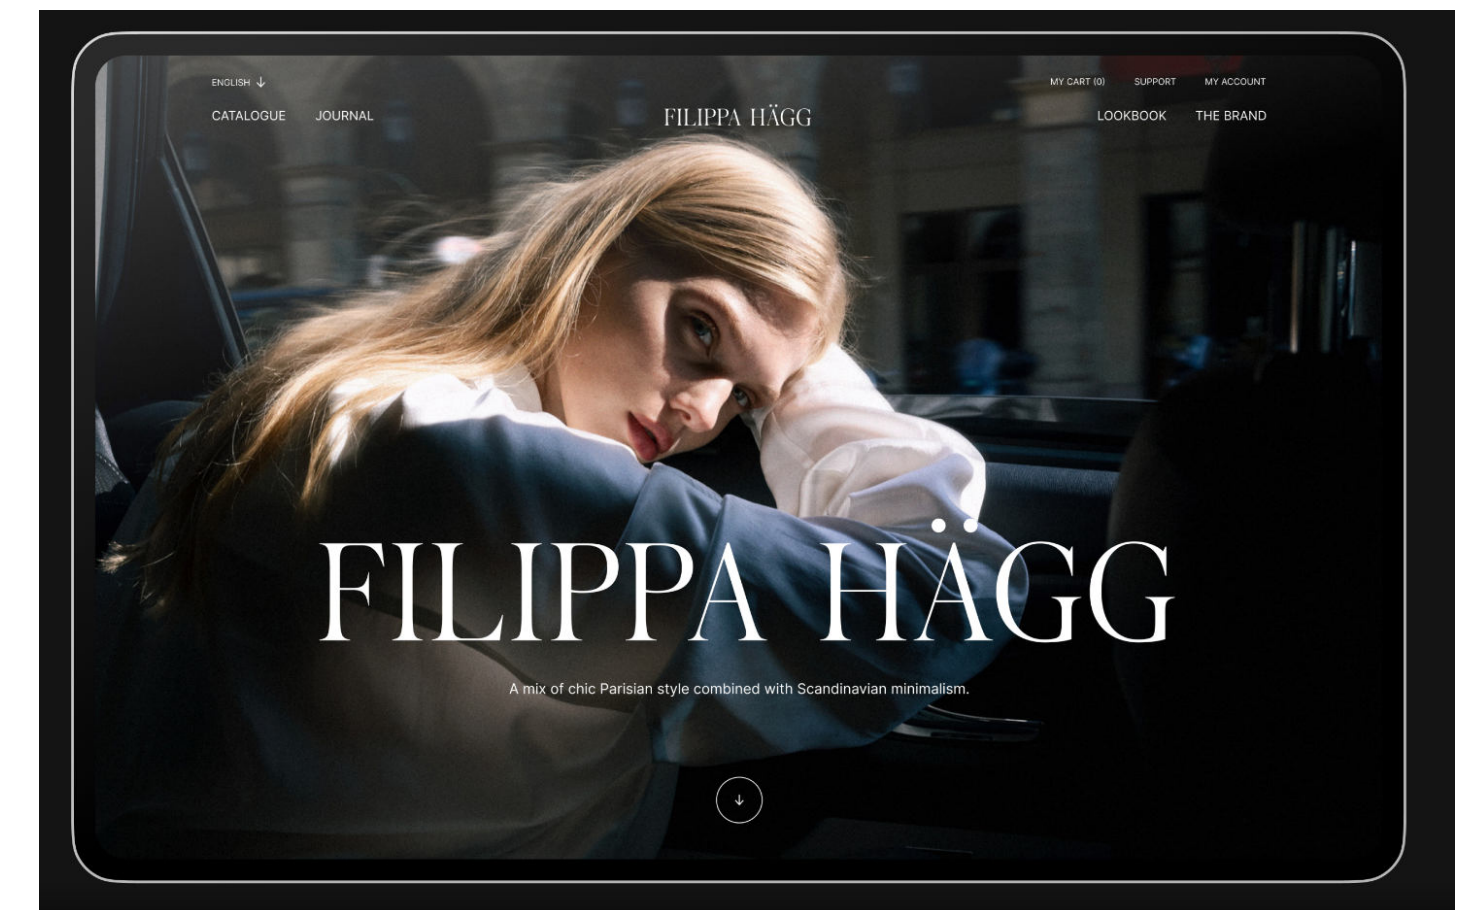 ENGLISH ↓ MY CART (0) SUPPORT MY ACCOUNT
CATALOGUE JOURNAL FILIPPA HÄGG LOOKBOOK THE BRAND
FILIPPA HÄGG
A mix of chic Parisian style combined with Scandinavian minimalism.